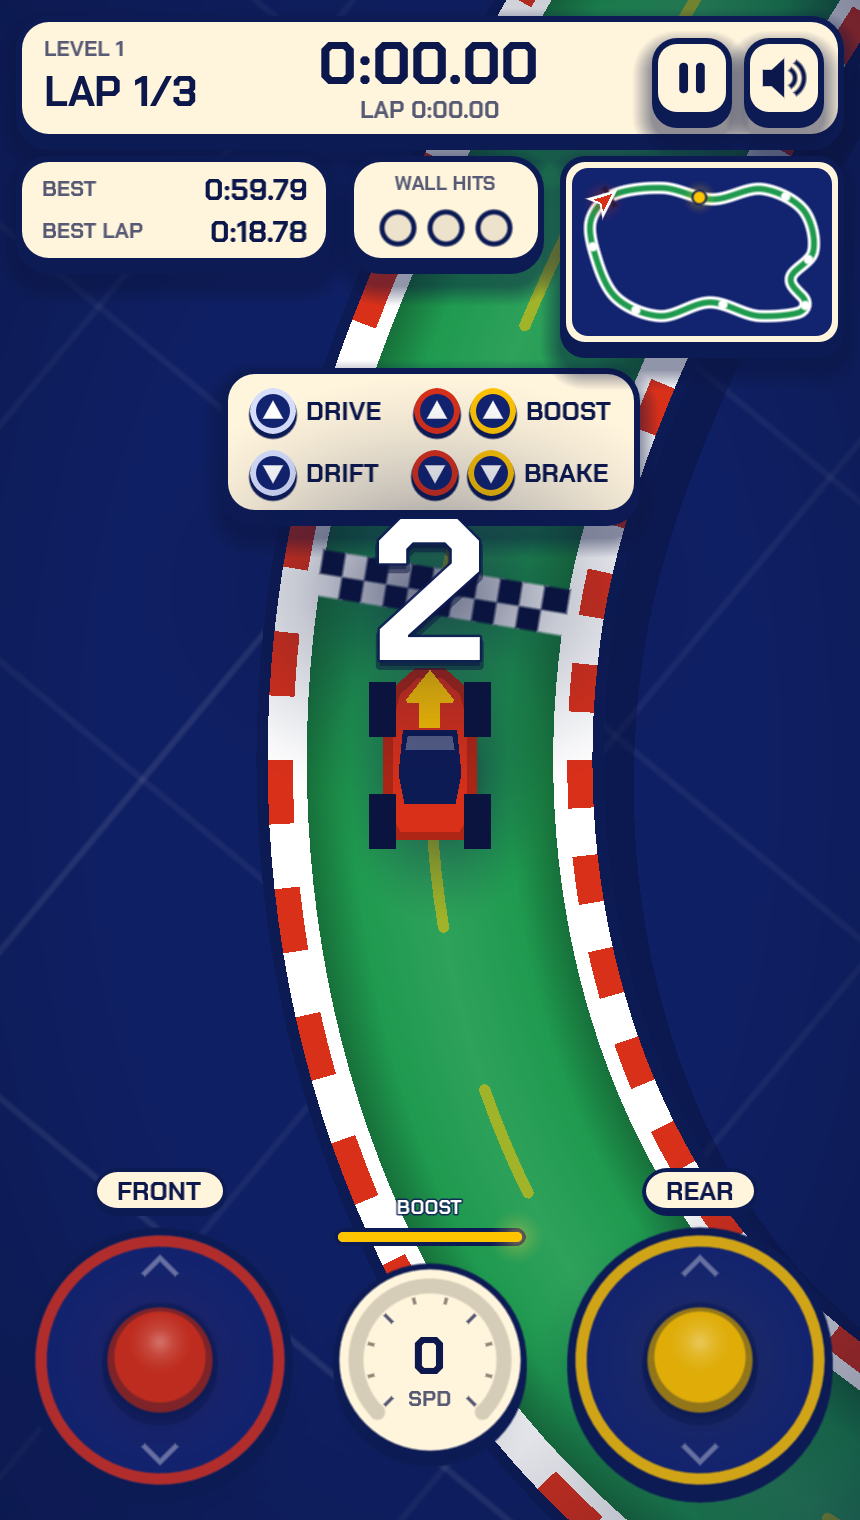 LEVEL 1
LAP 1/3
0:00.00
LAP 0:00.00
BEST 0:59.79
BEST LAP 0:18.78
WALL HITS
DRIVE BOOST
DRIFT BRAKE
2
FRONT
REAR
BOOST
0
SPD